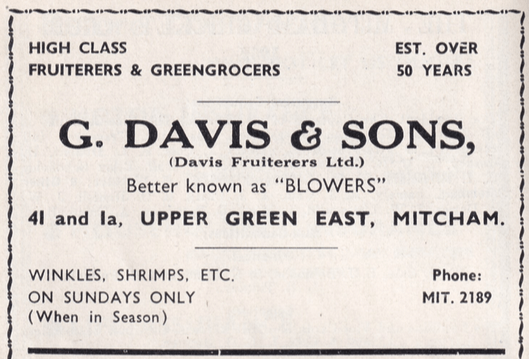 HIGH CLASS
FRUITERERS & GREENGROCERS
EST. OVER
50 YEARS
G. DAVIS & SONS,
(Davis Fruiterers Ltd.)
Better known as "BLOWERS"
41 and 1a, UPPER GREEN EAST, MITCHAM.
WINKLES, SHRIMPS, ETC.
ON SUNDAYS ONLY
(When in Season)
Phone:
MIT. 2189